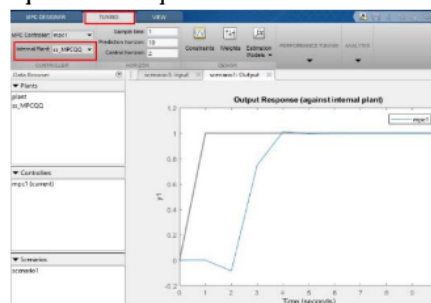 MPC DESIGNER TUNING VIEW
MPC Controller: mpc1 Sample time: 1
Prediction horizon: 10
Internal Plant: ss_MPCQQ Control horizon: 2
Constraints Weights Estimation Models
PERFORMANCE TUNING ANALYSIS
CONTROLLER HORIZON DESIGN
Data Browser scenario1: Input scenario1: Output
Plants
plant
ss_MPCQQ
Controllers
mpc1 (current)
Scenarios
scenario1
Output Response (against internal plant)
mpc1
1.2
1
0.8
0.6
y1
0.4
0.2
0
-0.2
0 1 2 3 4 5 6 7 8 9
Time (seconds)